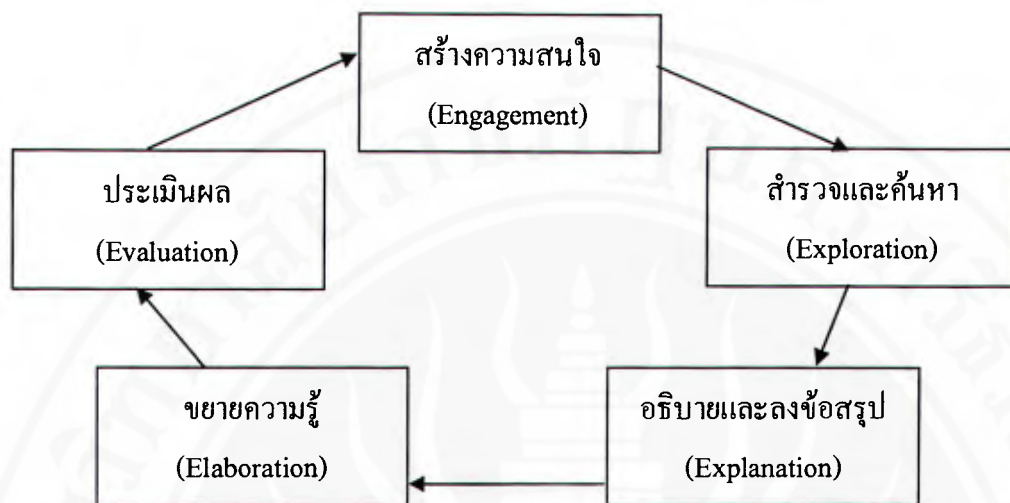 สร้างความสนใจ
(Engagement)
สำรวจและค้นหา
(Exploration)
อธิบายและลงข้อสรุป
(Explanation)
ขยายความรู้
(Elaboration)
ประเมินผล
(Evaluation)